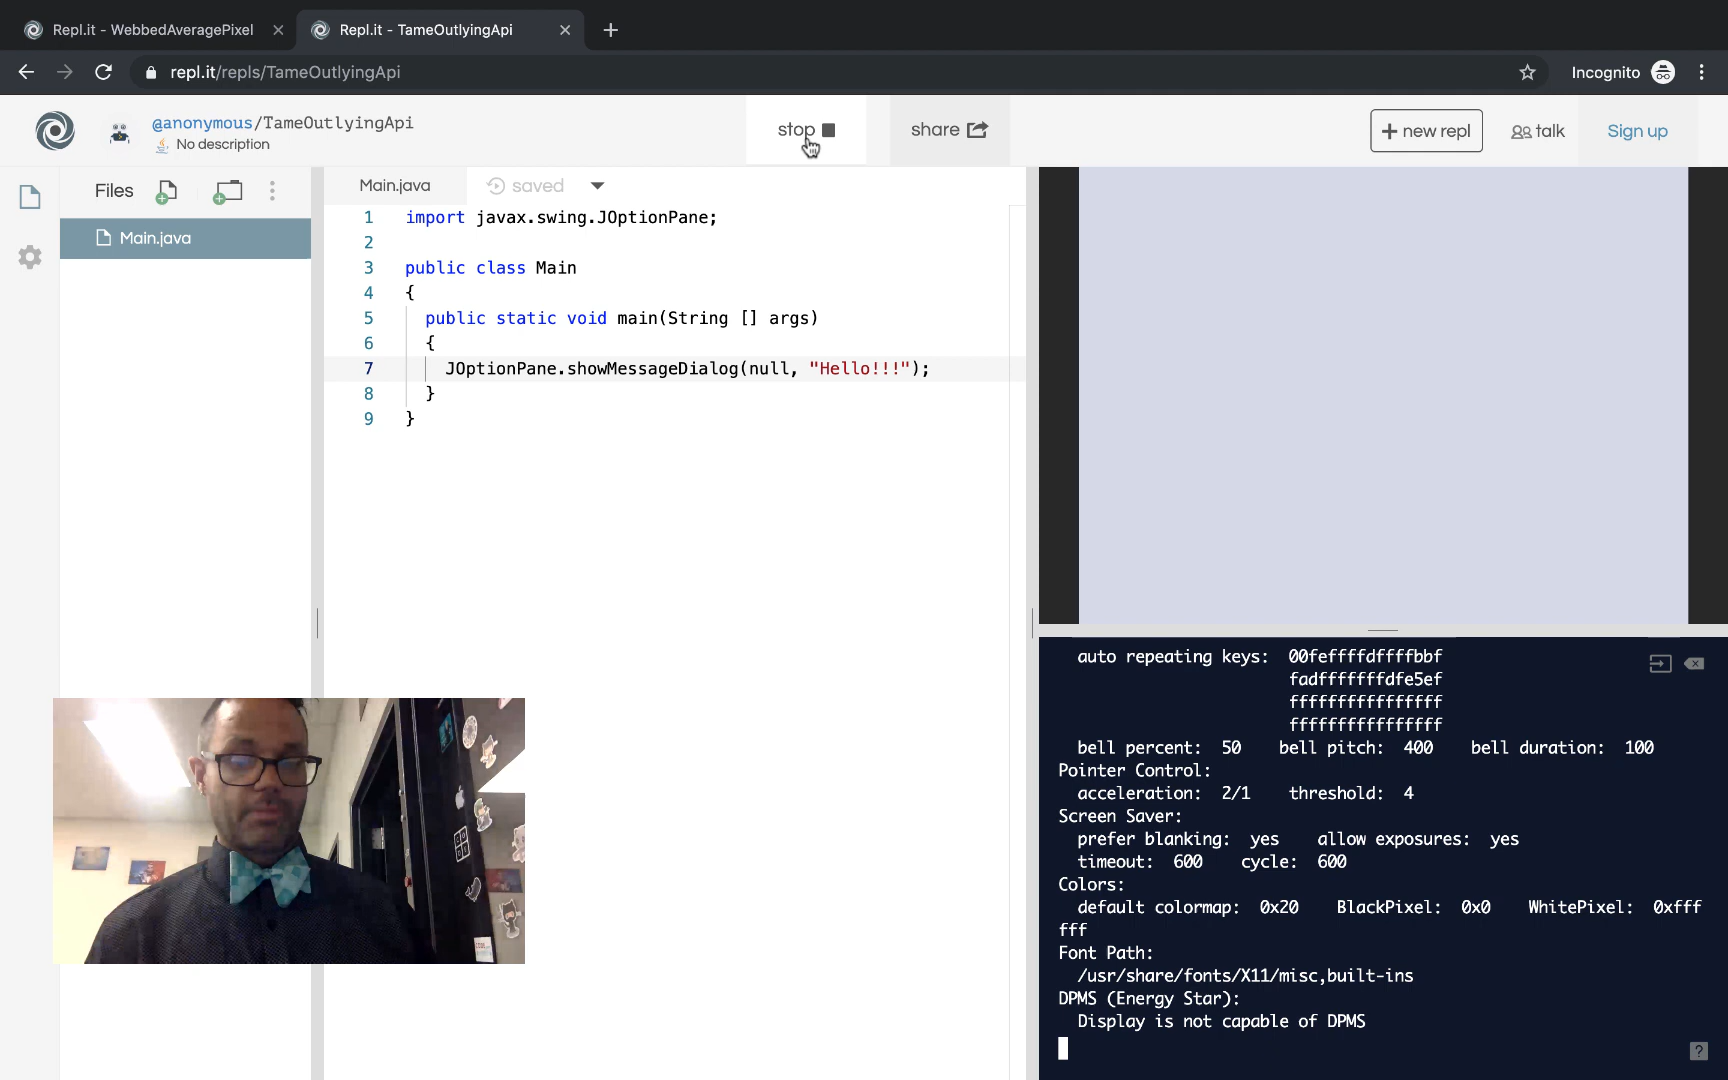 Repl.it - WebbedAveragePixel
Repl.it - TameOutlyingApi
repl.it/repls/TameOutlyingApi
Incognito
@anonymous/TameOutlyingApi
No description
stop
share
+ new repl
talk
Sign up
Files
Main.java
saved
Main.java
1 import javax.swing.JOptionPane;
2
3 public class Main
4 {
5 public static void main(String [] args)
6 {
7 JOptionPane.showMessageDialog(null, "Hello!!!");
8 }
9 }
auto repeating keys: 00feffffdffffbbf
fadfffffffdfe5ef
ffffffffffffffff
ffffffffffffffff
bell percent: 50 bell pitch: 400 bell duration: 100
Pointer Control:
acceleration: 2/1 threshold: 4
Screen Saver:
prefer blanking: yes allow exposures: yes
timeout: 600 cycle: 600
Colors:
default colormap: 0x20 BlackPixel: 0x0 WhitePixel: 0xfff
fff
Font Path:
/usr/share/fonts/X11/misc,built-ins
DPMS (Energy Star):
Display is not capable of DPMS
?